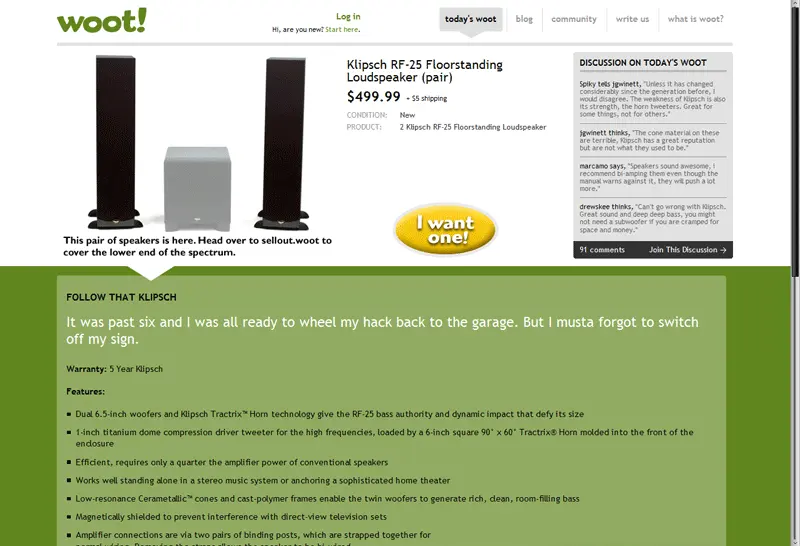 woot!
Log in
Hi, are you new? Start here.
today's woot
blog
community
write us
what is woot?
Klipsch RF-25 Floorstanding
Loudspeaker (pair)
$499.99 + $5 shipping
CONDITION: New
PRODUCT: 2 Klipsch RF-25 Floorstanding Loudspeaker
I want
one!
This pair of speakers is here. Head over to sellout.woot to
cover the lower end of the spectrum.
DISCUSSION ON TODAY'S WOOT
Spiky tells jgwinett, "Unless it has changed
considerably since the generation before, I
would disagree. The weakness of Klipsch is also
its strength, the horn tweeters. Great for
some things, not for others."
jgwinett thinks, "The cone material on these
are terrible, Klipsch has a great reputation
but are not what they used to be."
marcamo says, "Speakers sound awesome, I
recommend bi-amping them even though the
manual warns against it, they will push a lot
more."
drewskee thinks, "Can't go wrong with Klipsch.
Great sound and deep deep bass, you might
not need a subwoofer if you are cramped for
space and money."
91 comments
Join This Discussion →
FOLLOW THAT KLIPSCH
It was past six and I was all ready to wheel my hack back to the garage. But I musta forgot to switch
off my sign.
Warranty: 5 Year Klipsch
Features:
Dual 6.5-inch woofers and Klipsch Tractrix™ Horn technology give the RF-25 bass authority and dynamic impact that defy its size
1-inch titanium dome compression driver tweeter for the high frequencies, loaded by a 6-inch square 90° x 60° Tractrix® Horn molded into the front of the
enclosure
Efficient, requires only a quarter the amplifier power of conventional speakers
Works well standing alone in a stereo music system or anchoring a sophisticated home theater
Low-resonance Cerametallic™ cones and cast-polymer frames enable the twin woofers to generate rich, clean, room-filling bass
Magnetically shielded to prevent interference with direct-view television sets
Amplifier connections are via two pairs of binding posts, which are strapped together for
normal wiring. Removing the straps allows the speaker to be bi-wired